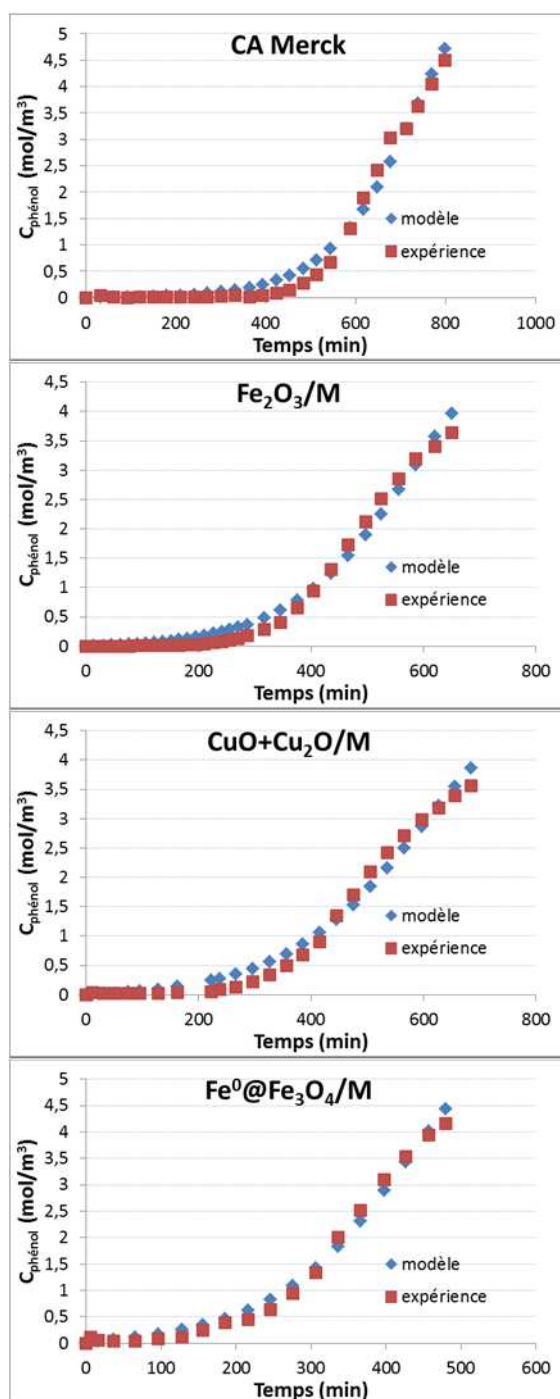 CA Merck
C_phénol (mol/m³)
5
4,5
4
3,5
3
2,5
2
1,5
1
0,5
0
modèle
expérience
0 200 400 600 800 1000
Temps (min)
Fe₂O₃/M
C_phénol (mol/m³)
4,5
4
3,5
3
2,5
2
1,5
1
0,5
0
modèle
expérience
0 200 400 600 800
Temps (min)
CuO+Cu₂O/M
C_phénol (mol/m³)
4,5
4
3,5
3
2,5
2
1,5
1
0,5
0
modèle
expérience
0 200 400 600 800
Temps (min)
Fe⁰@Fe₃O₄/M
C_phénol (mol/m³)
5
4,5
4
3,5
3
2,5
2
1,5
1
0,5
0
modèle
expérience
0 100 200 300 400 500 600
Temps (min)